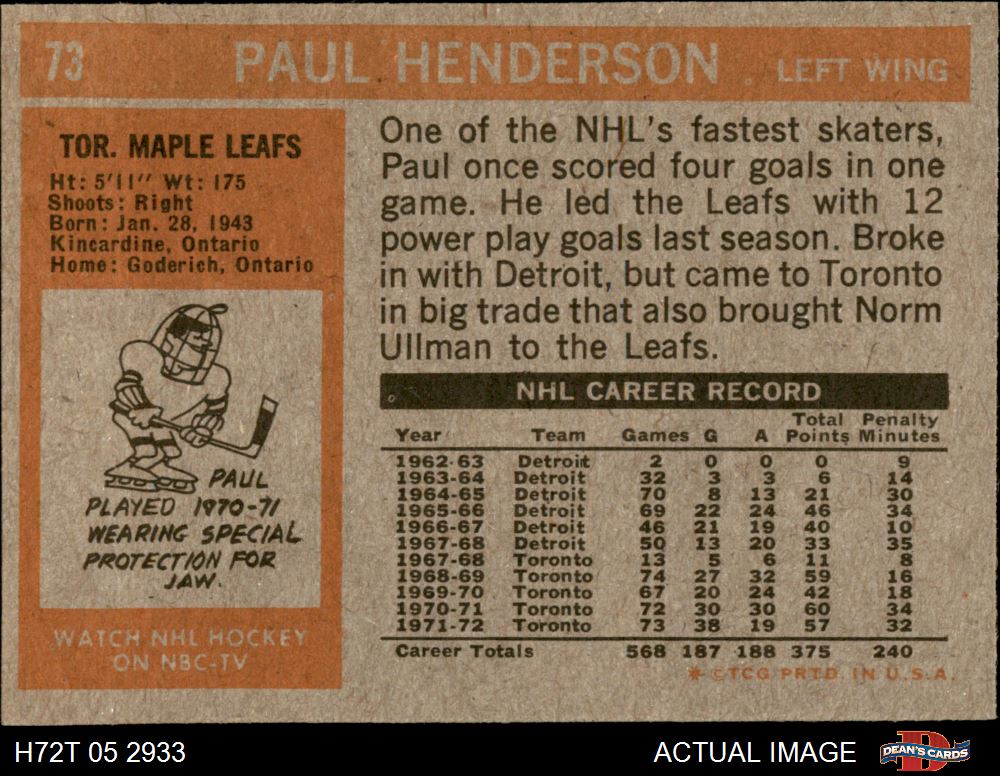 73 PAUL HENDERSON LEFT WING
TOR. MAPLE LEAFS
Ht: 5'11" Wt: 175
Shoots: Right
Born: Jan. 28, 1943
Kincardine, Ontario
Home: Goderich, Ontario
PAUL
PLAYED 1970-71
WEARING SPECIAL
PROTECTION FOR
JAW.
WATCH NHL HOCKEY
ON NBC-TV
One of the NHL's fastest skaters,
Paul once scored four goals in one
game. He led the Leafs with 12
power play goals last season. Broke
in with Detroit, but came to Toronto
in big trade that also brought Norm
Ullman to the Leafs.
NHL CAREER RECORD
Total Penalty
Year Team Games G A Points Minutes
1962-63 Detroit 2 0 0 0 9
1963-64 Detroit 32 3 3 6 14
1964-65 Detroit 70 8 13 21 30
1965-66 Detroit 69 22 24 46 34
1966-67 Detroit 46 21 19 40 10
1967-68 Detroit 50 13 20 33 35
1967-68 Toronto 13 5 6 11 8
1968-69 Toronto 74 27 32 59 16
1969-70 Toronto 67 20 24 42 18
1970-71 Toronto 72 30 30 60 34
1971-72 Toronto 73 38 19 57 32
Career Totals 568 187 188 375 240
* © TCG PRTD. IN U.S.A.
H72T 05 2933 ACTUAL IMAGE DEAN'S CARDS